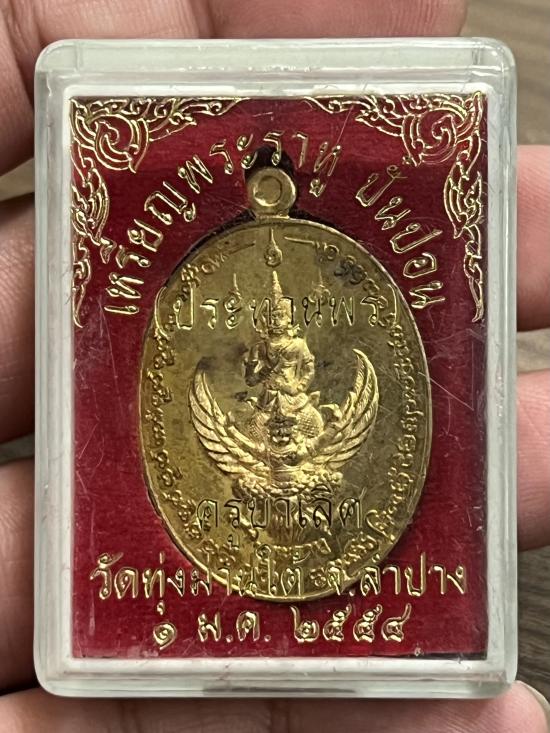 เหรียญพระราหู ปันปอน
(ประทานพร)
ครูบาเลิศ
วัดทุ่งม่านใต้ จ.ลำปาง
๑ ม.ค. ๒๕๕๔